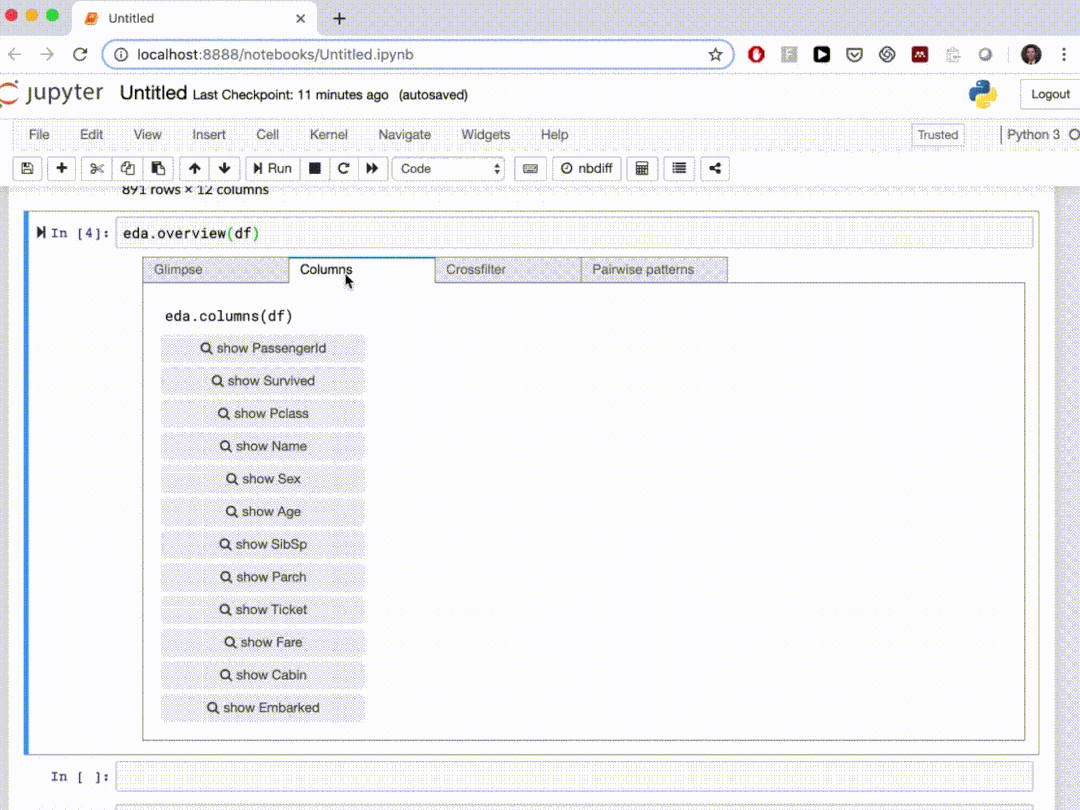 Untitled
localhost:8888/notebooks/Untitled.ipynb
jupyter Untitled Last Checkpoint: 11 minutes ago (autosaved) Logout
File Edit View Insert Cell Kernel Navigate Widgets Help Trusted Python 3
Run Code nbdiff
891 rows × 12 columns
In [4]: eda.overview(df)
Glimpse Columns Crossfilter Pairwise patterns
eda.columns(df)
show PassengerId
show Survived
show Pclass
show Name
show Sex
show Age
show SibSp
show Parch
show Ticket
show Fare
show Cabin
show Embarked
In [ ]: